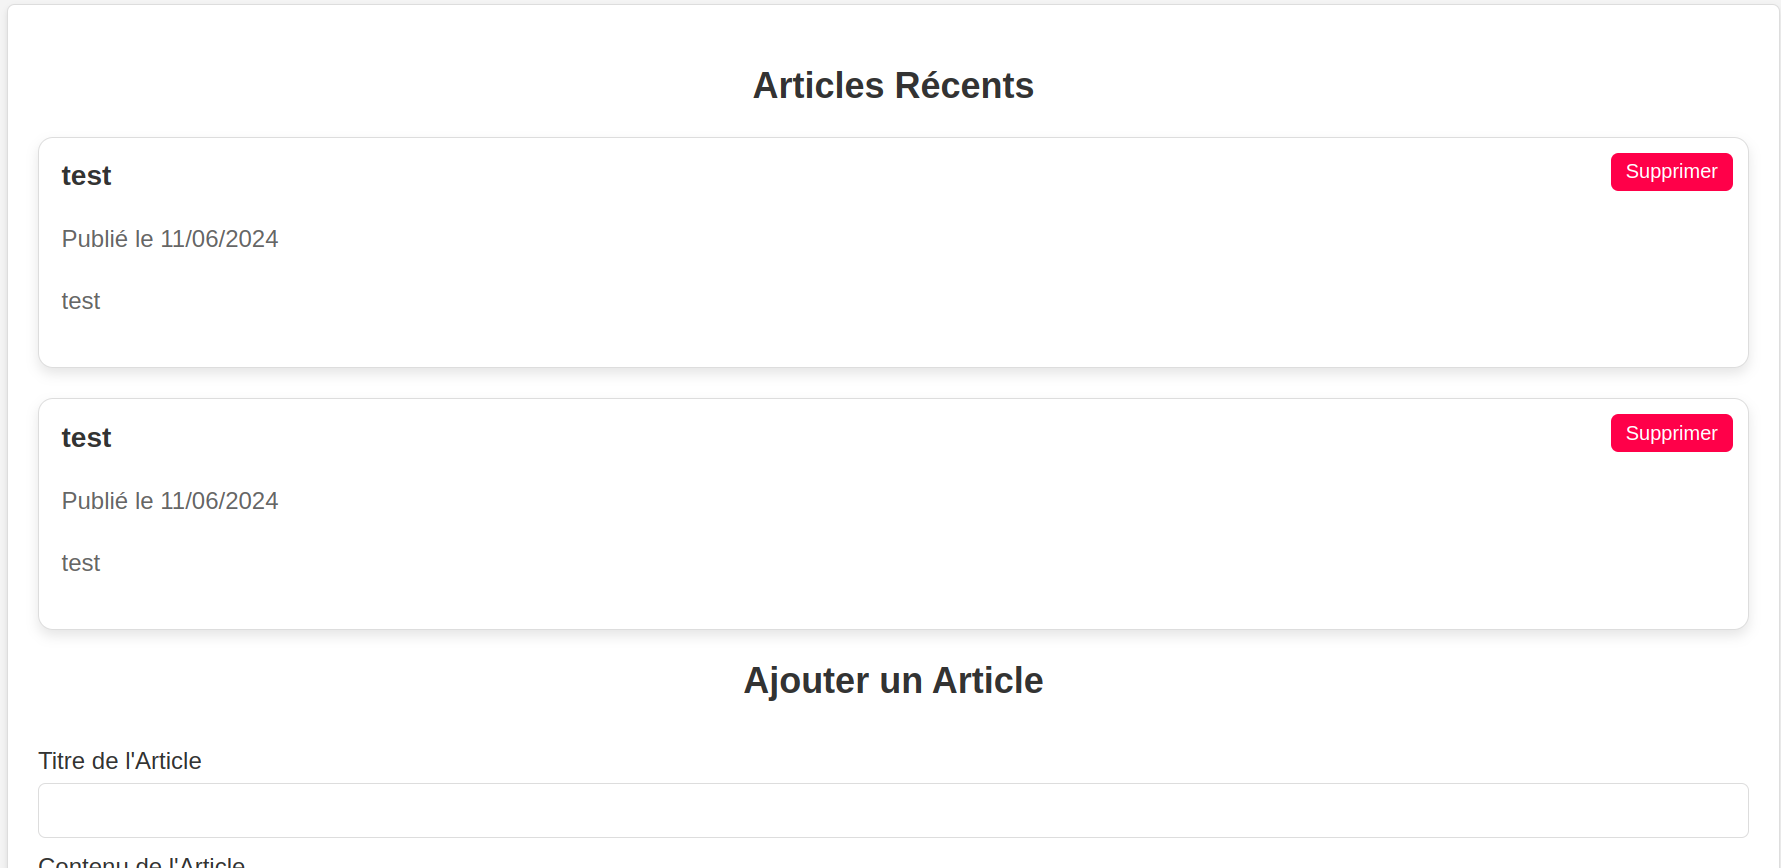 Articles Récents
test
Supprimer
Publié le 11/06/2024
test
test
Supprimer
Publié le 11/06/2024
test
Ajouter un Article
Titre de l'Article
Contenu de l'Article